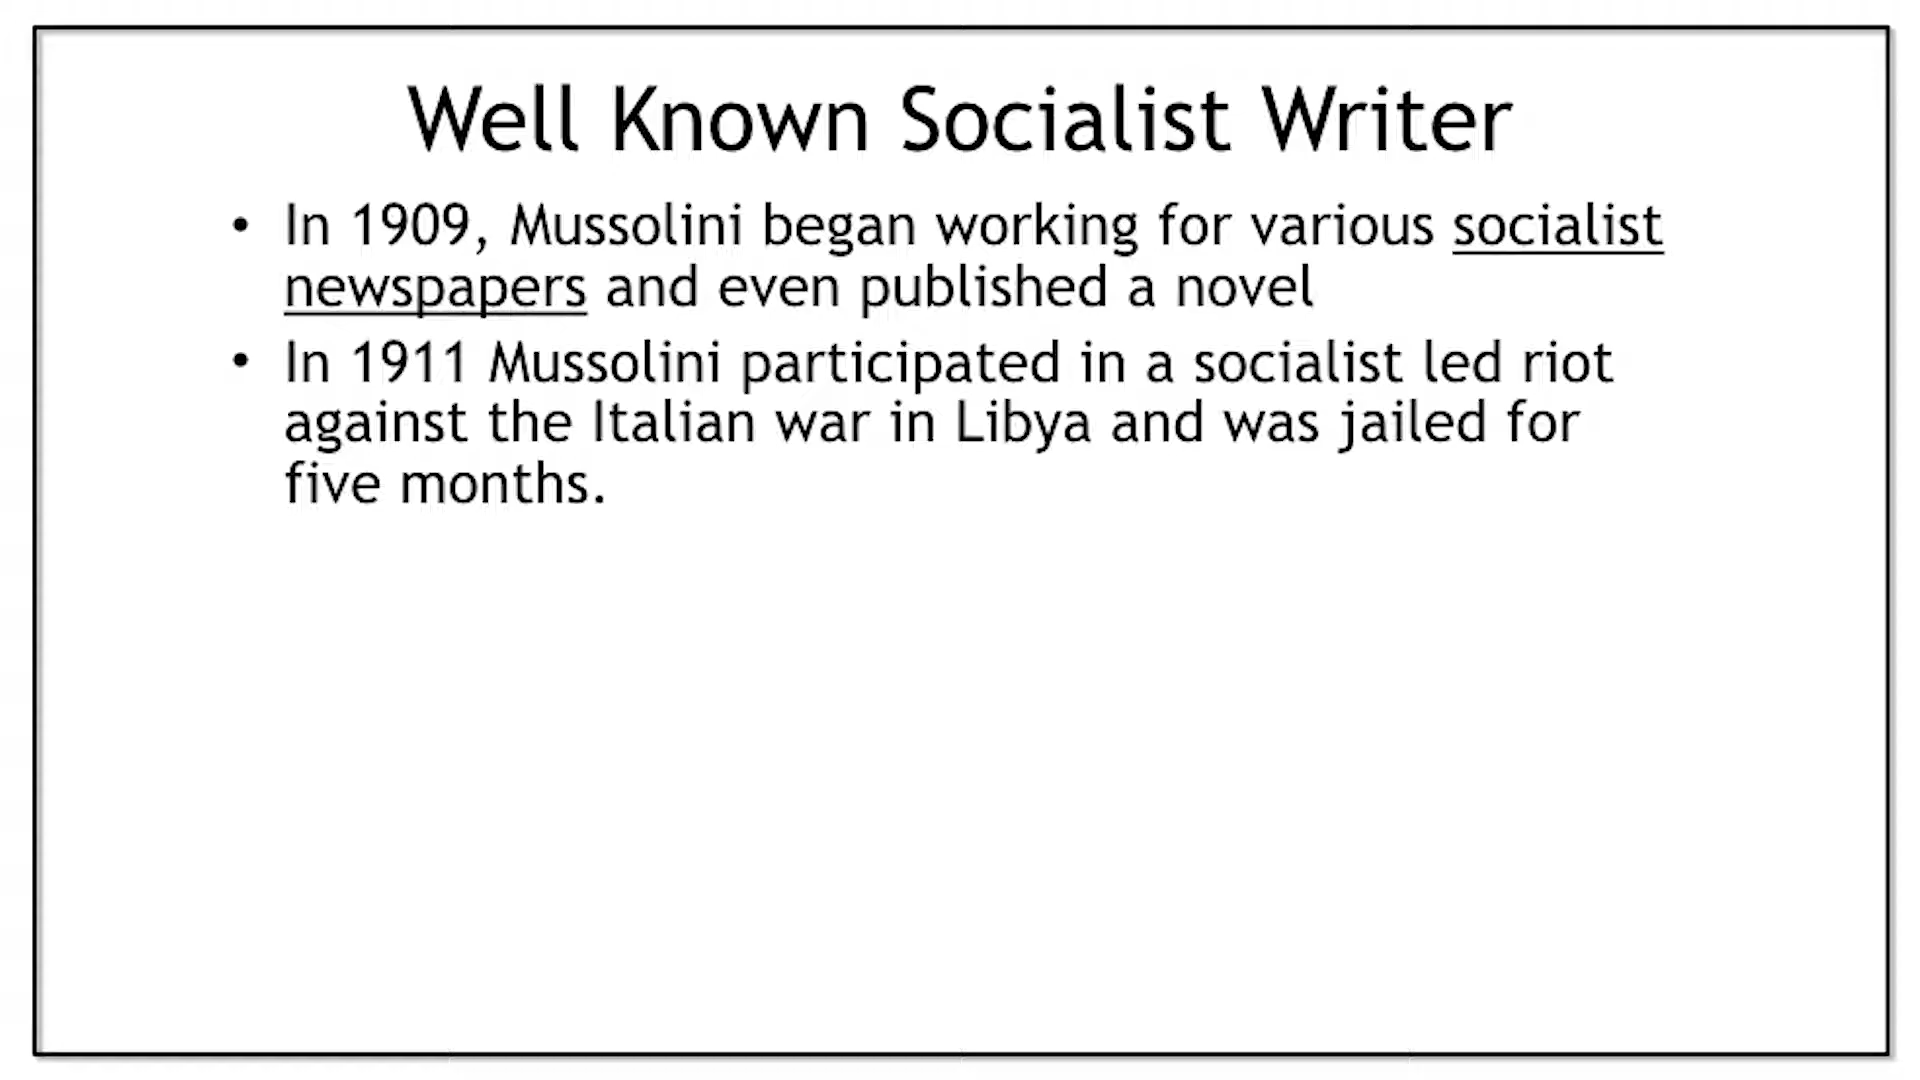 Well Known Socialist Writer
• In 1909, Mussolini began working for various socialist
newspapers and even published a novel
• In 1911 Mussolini participated in a socialist led riot
against the Italian war in Libya and was jailed for
five months.